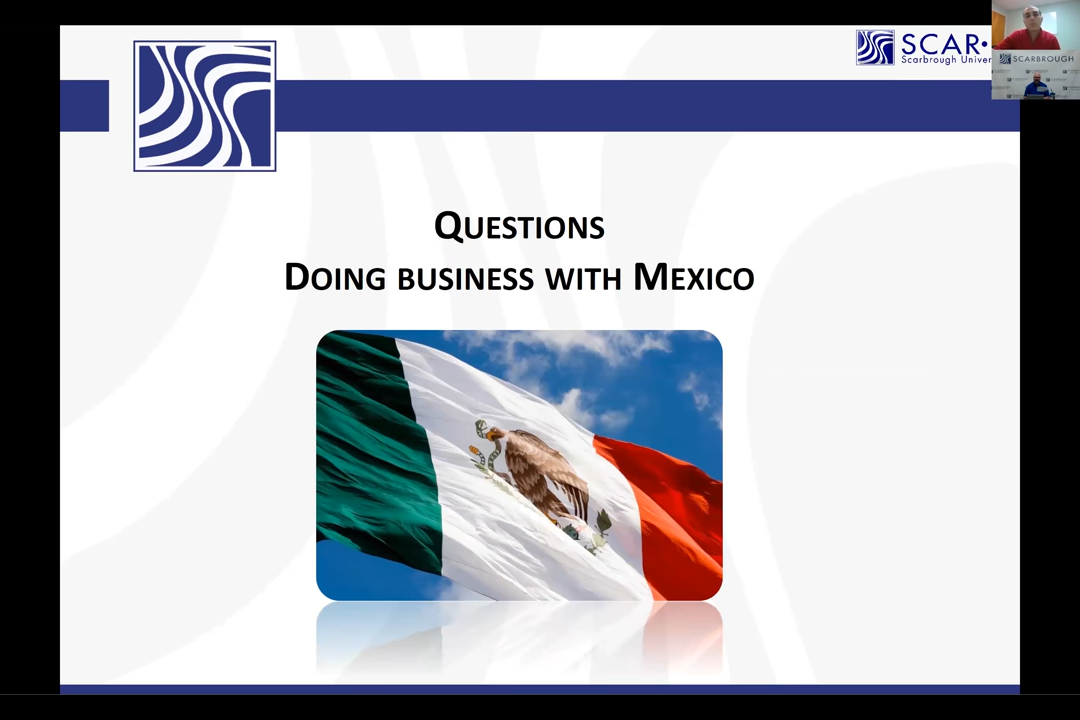 SCAR•
Scarbrough Univer
SCARBROUGH
QUESTIONS
DOING BUSINESS WITH MEXICO